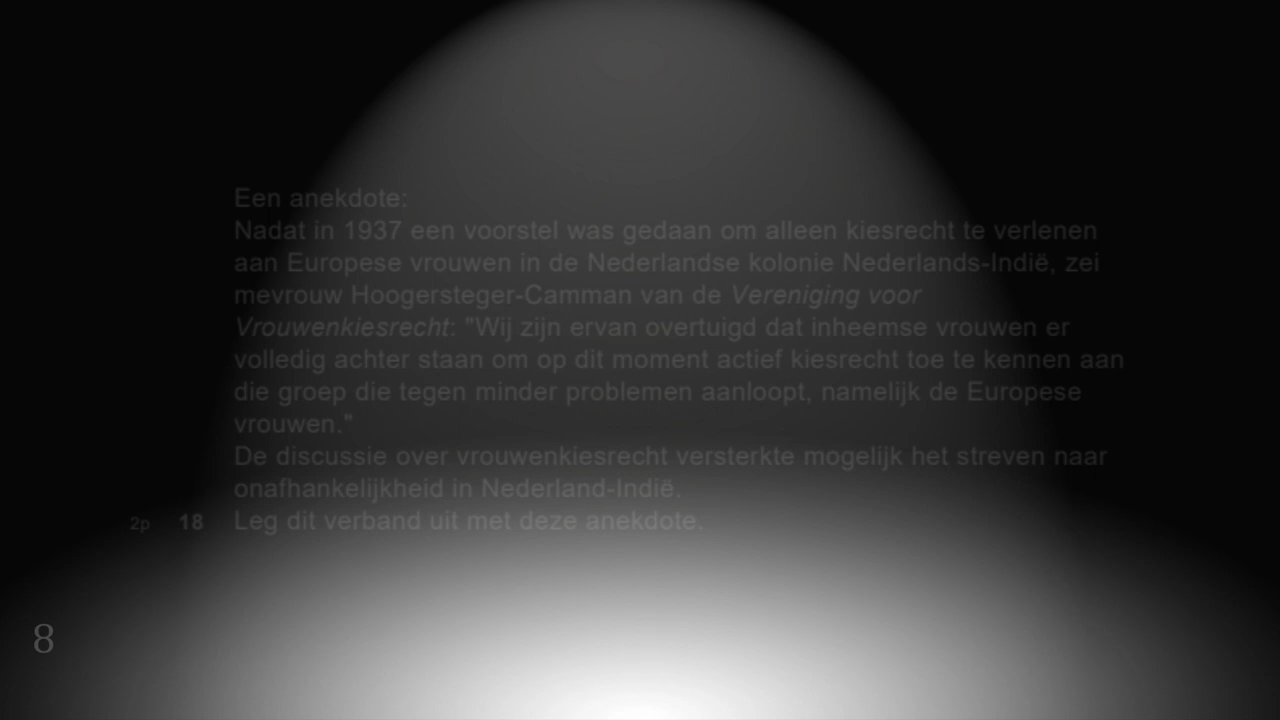 Een anekdote:
Nadat in 1937 een voorstel was gedaan om alleen kiesrecht te verlenen
aan Europese vrouwen in de Nederlandse kolonie Nederlands-Indië, zei
mevrouw Hoogersteger-Camman van de Vereniging voor
Vrouwenkiesrecht: "Wij zijn ervan overtuigd dat inheemse vrouwen er
volledig achter staan om op dit moment actief kiesrecht toe te kennen aan
die groep die tegen minder problemen aanloopt, namelijk de Europese
vrouwen."
De discussie over vrouwenkiesrecht versterkte mogelijk het streven naar
onafhankelijkheid in Nederland-Indië.
2p 18 Leg dit verband uit met deze anekdote.
8